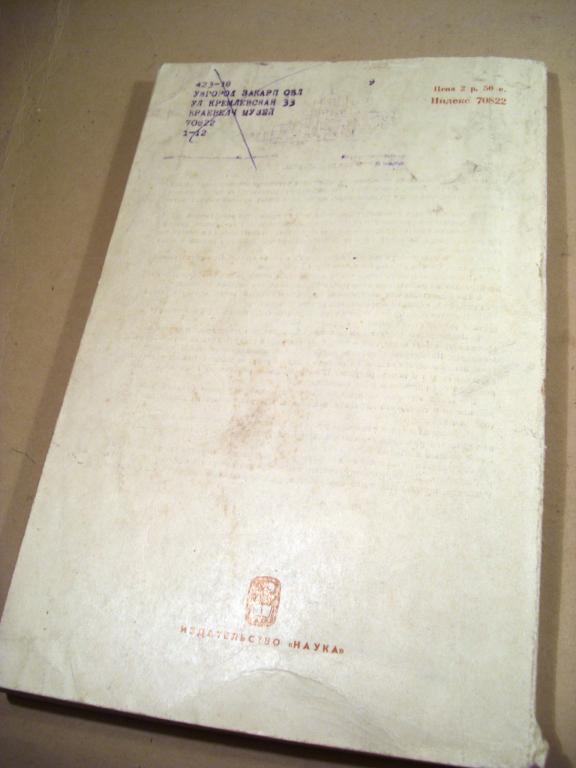 423-10
УЖГОРОД ЗАКАРП ОБЛ
УЛ КРЕМЛЕВСКАЯ 33
КРАЕВЕДЧ МУЗЕЙ
70822
1-12
Цена 2 р. 50 к.
Индекс 70822
ИЗДАТЕЛЬСТВО «НАУКА»